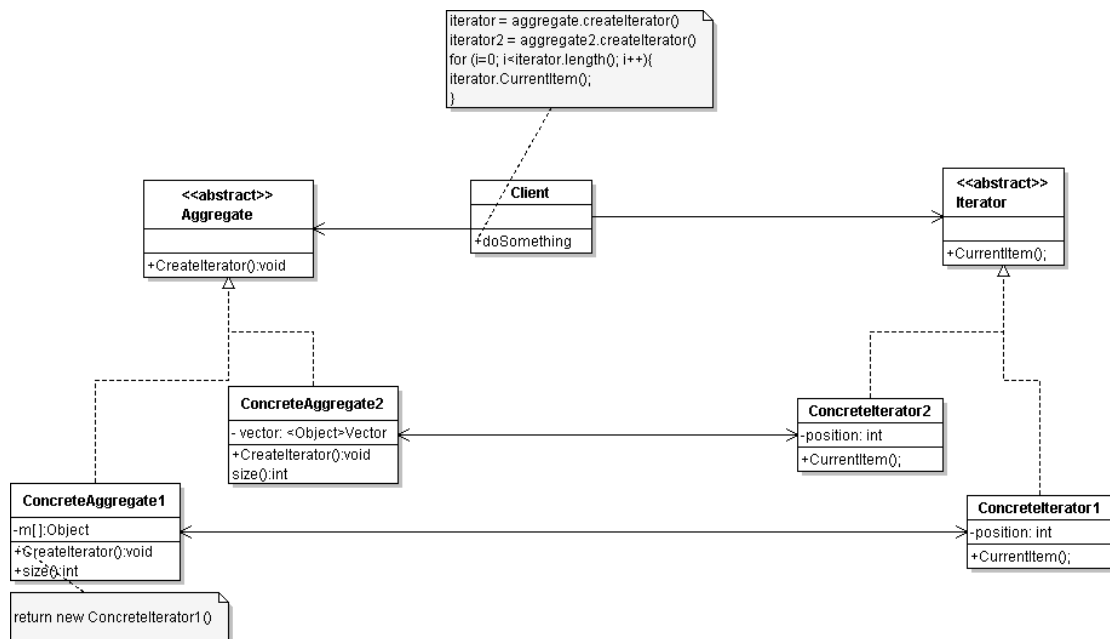 iterator = aggregate.createIterator()
iterator2 = aggregate2.createIterator()
for (i=0; i<iterator.length(); i++){
iterator.CurrentItem();
}
<<abstract>>
Aggregate
+CreateIterator():void
Client
+doSomething
<<abstract>>
Iterator
+CurrentItem();
ConcreteAggregate2
- vector: <Object>Vector
+CreateIterator():void
size():int
ConcreteIterator2
-position: int
+CurrentItem();
ConcreteAggregate1
-m[]:Object
+CreateIterator():void
+size():int
ConcreteIterator1
-position: int
+CurrentItem();
return new ConcreteIterator1()